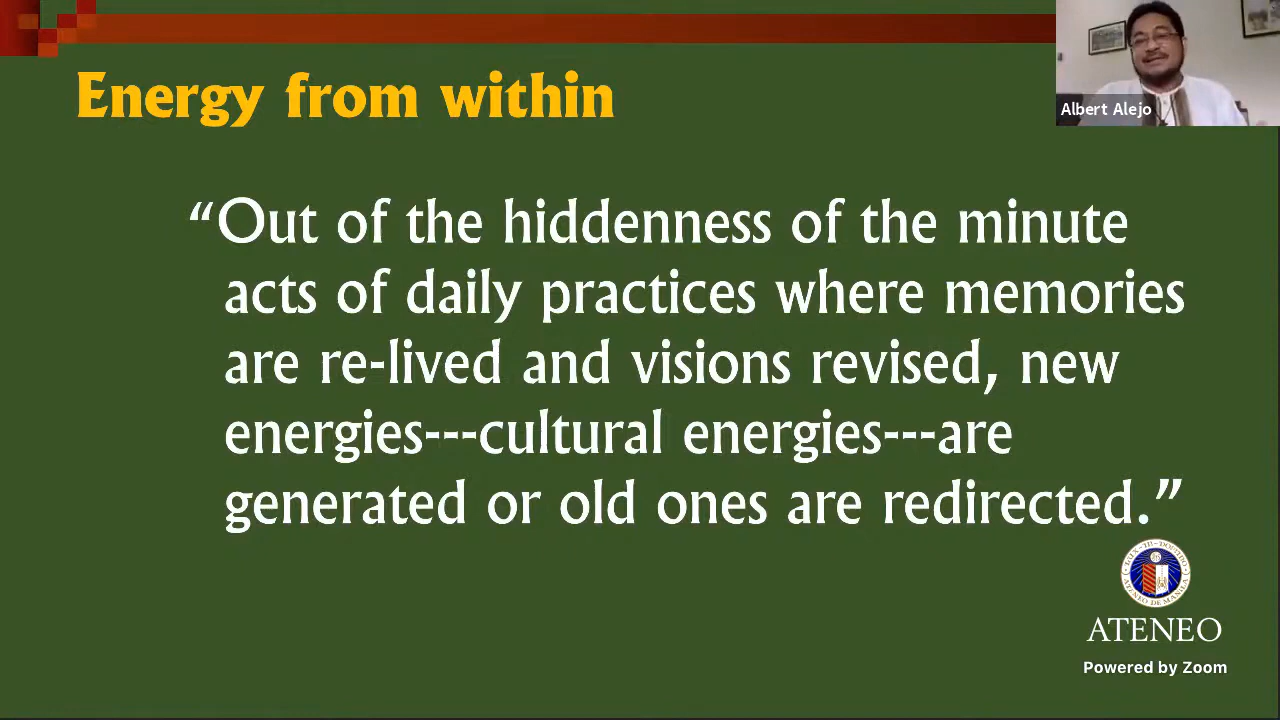 Energy from within
Albert Alejo
“Out of the hiddenness of the minute
acts of daily practices where memories
are re-lived and visions revised, new
energies---cultural energies---are
generated or old ones are redirected.”
ATENEO
Powered by Zoom